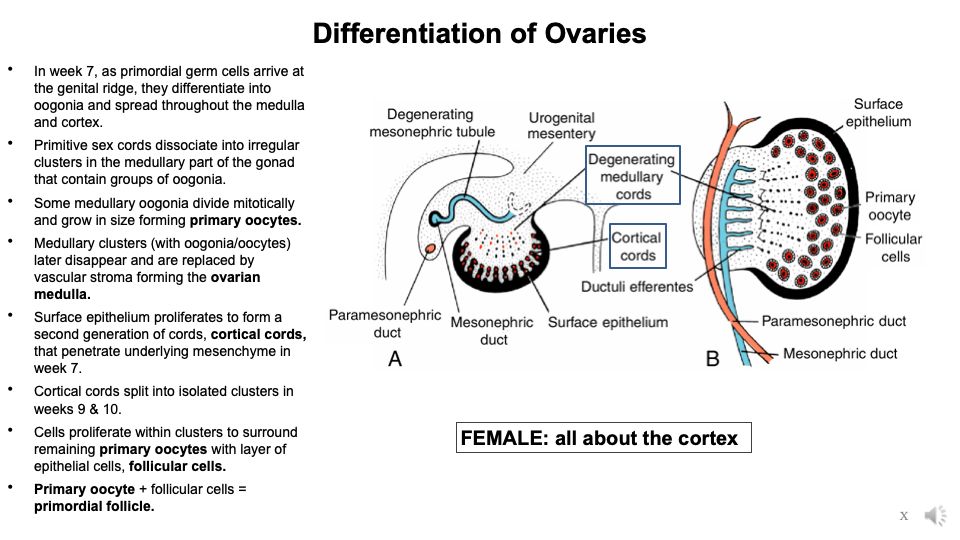 Differentiation of Ovaries
• In week 7, as primordial germ cells arrive at
the genital ridge, they differentiate into
oogonia and spread throughout the medulla
and cortex.
• Primitive sex cords dissociate into irregular
clusters in the medullary part of the gonad
that contain groups of oogonia.
• Some medullary oogonia divide mitotically
and grow in size forming primary oocytes.
• Medullary clusters (with oogonia/oocytes)
later disappear and are replaced by
vascular stroma forming the ovarian
medulla.
• Surface epithelium proliferates to form a
second generation of cords, cortical cords,
that penetrate underlying mesenchyme in
week 7.
• Cortical cords split into isolated clusters in
weeks 9 & 10.
• Cells proliferate within clusters to surround
remaining primary oocytes with layer of
epithelial cells, follicular cells.
• Primary oocyte + follicular cells =
primordial follicle.
Degenerating
mesonephric tubule
Urogenital
mesentery
Degenerating
medullary
cords
Cortical
cords
Ductuli efferentes
Paramesonephric
duct
Mesonephric
duct
Surface epithelium
A
Surface
epithelium
Primary
oocyte
Follicular
cells
Paramesonephric duct
Mesonephric duct
B
FEMALE: all about the cortex
X